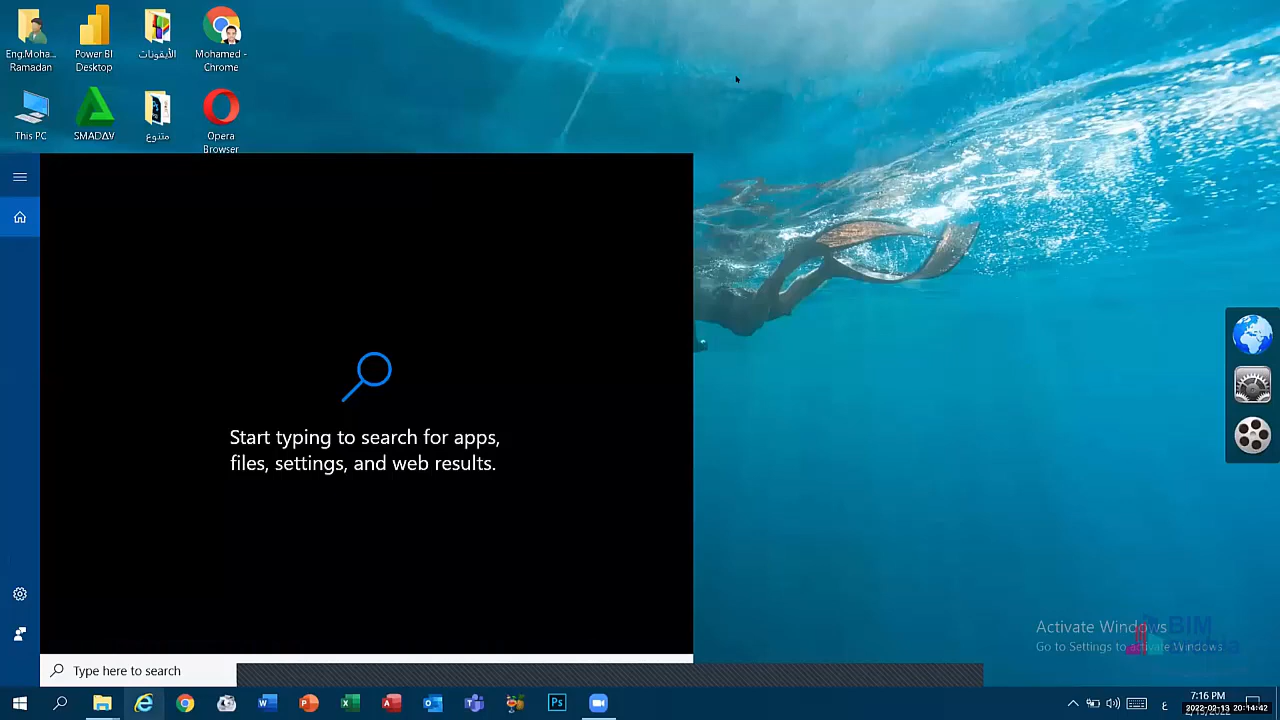 Eng.Moha...
Ramadan
Power BI
Desktop
الأيقونات
Mohamed -
Chrome
This PC
SMADΔV
متنوع
Opera
Browser
Start typing to search for apps,
files, settings, and web results.
Activate Windows
Go to Settings to activate Windows.
BIM
Type here to search
ع
7:16 PM
2022-02-13 20:14:42